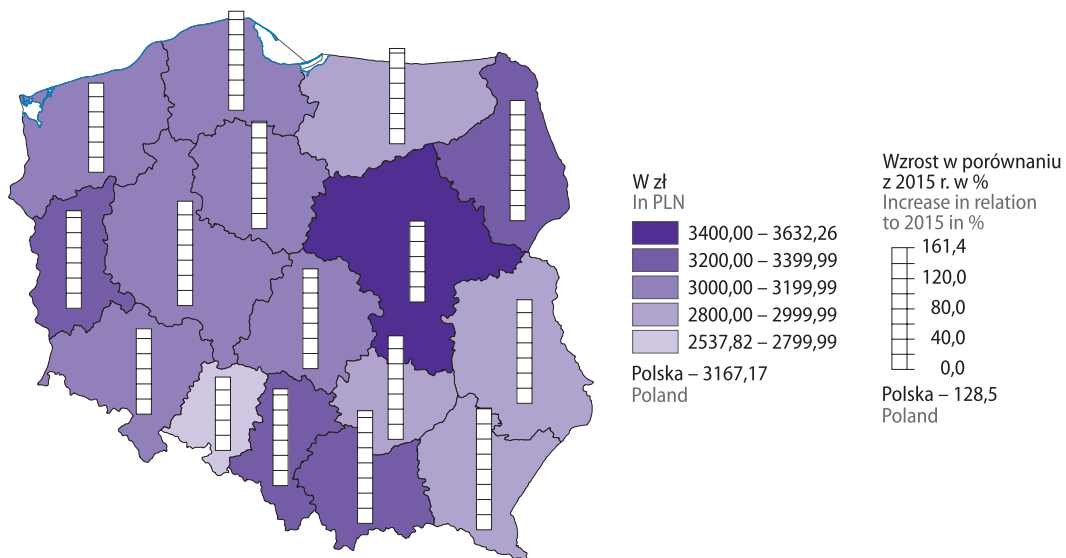 W zł
In PLN
3400,00 – 3632,26
3200,00 – 3399,99
3000,00 – 3199,99
2800,00 – 2999,99
2537,82 – 2799,99
Polska – 3167,17
Poland
Wzrost w porównaniu
z 2015 r. w %
Increase in relation
to 2015 in %
161,4
120,0
80,0
40,0
0,0
Polska – 128,5
Poland